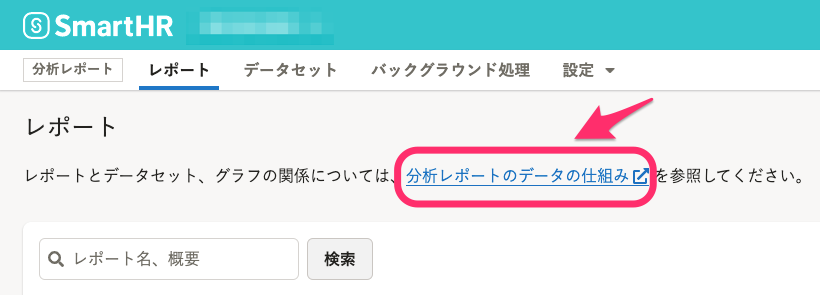 SmartHR
分析レポート レポート データセット バックグラウンド処理 設定
レポート
レポートとデータセット、グラフの関係については、分析レポートのデータの仕組みを参照してください。
レポート名、概要 検索